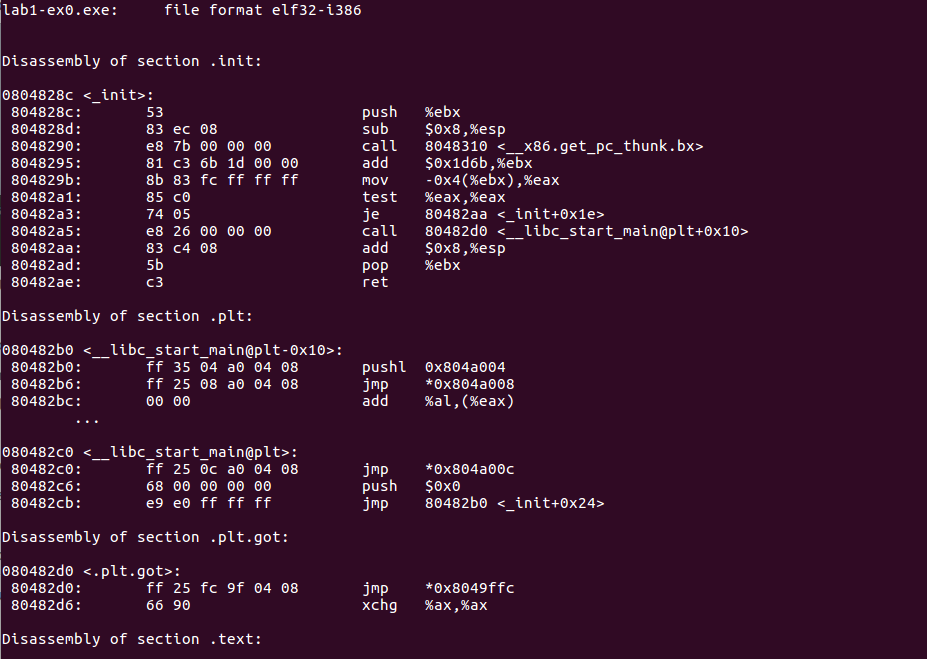 lab1-ex0.exe:     file format elf32-i386
Disassembly of section .init:
0804828c <_init>:
 804828c:	53                   	push   %ebx
 804828d:	83 ec 08             	sub    $0x8,%esp
 8048290:	e8 7b 00 00 00       	call   8048310 <__x86.get_pc_thunk.bx>
 8048295:	81 c3 6b 1d 00 00    	add    $0x1d6b,%ebx
 804829b:	8b 83 fc ff ff ff    	mov    -0x4(%ebx),%eax
 80482a1:	85 c0                	test   %eax,%eax
 80482a3:	74 05                	je     80482aa <_init+0x1e>
 80482a5:	e8 26 00 00 00       	call   80482d0 <__libc_start_main@plt+0x10>
 80482aa:	83 c4 08             	add    $0x8,%esp
 80482ad:	5b                   	pop    %ebx
 80482ae:	c3                   	ret
Disassembly of section .plt:
080482b0 <__libc_start_main@plt-0x10>:
 80482b0:	ff 35 04 a0 04 08    	pushl  0x804a004
 80482b6:	ff 25 08 a0 04 08    	jmp    *0x804a008
 80482bc:	00 00                	add    %al,(%eax)
	...
080482c0 <__libc_start_main@plt>:
 80482c0:	ff 25 0c a0 04 08    	jmp    *0x804a00c
 80482c6:	68 00 00 00 00       	push   $0x0
 80482cb:	e9 e0 ff ff ff       	jmp    80482b0 <_init+0x24>
Disassembly of section .plt.got:
080482d0 <.plt.got>:
 80482d0:	ff 25 fc 9f 04 08    	jmp    *0x8049ffc
 80482d6:	66 90                	xchg   %ax,%ax
Disassembly of section .text: